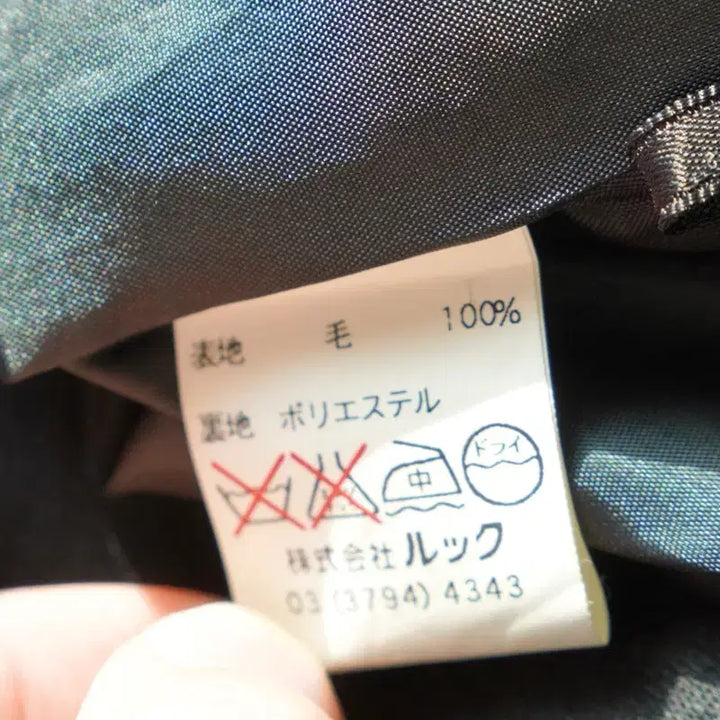 表地 毛 100%
裏地 ポリエステル
中 ドライ
株式会社 ルック
03 (3794) 4343